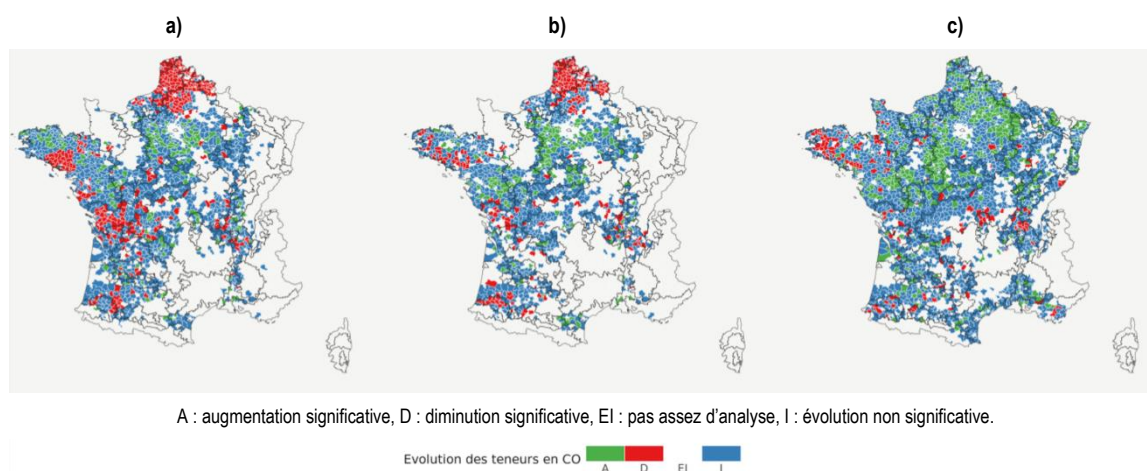 a) b) c)
A : augmentation significative, D : diminution significative, EI : pas assez d’analyse, I : évolution non significative.
Evolution des teneurs en CO
A D EI I